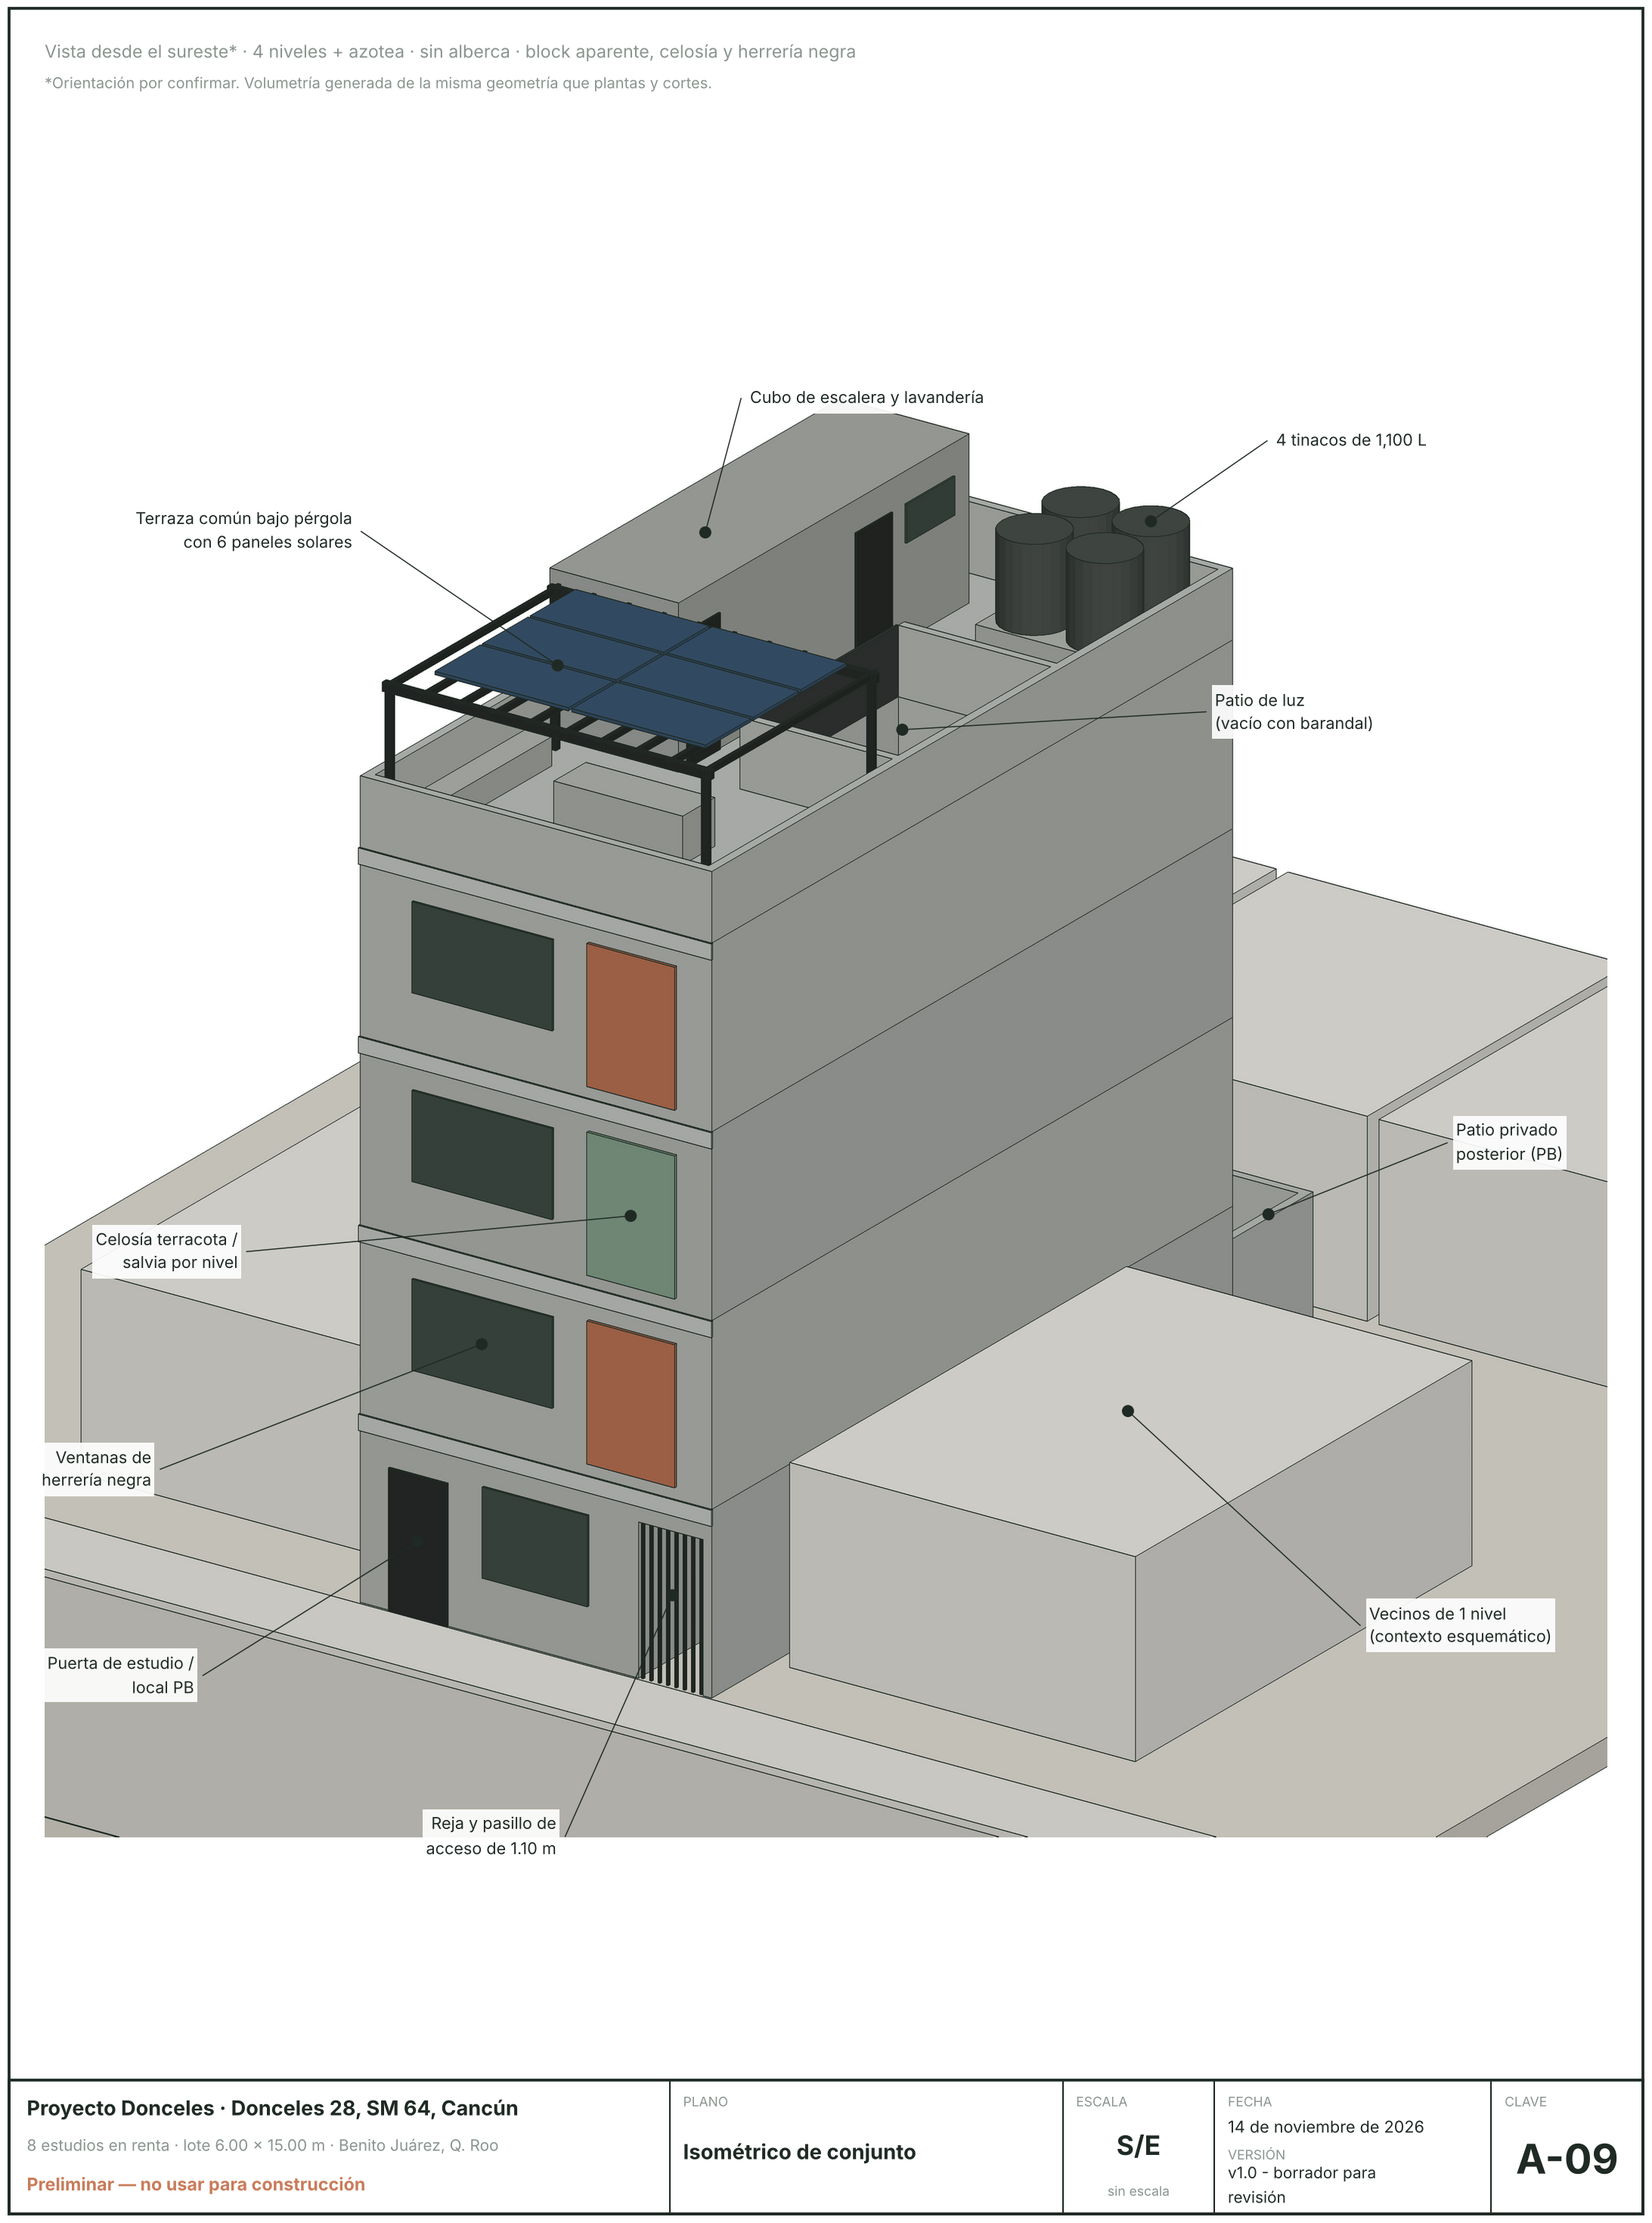 Vista desde el sureste* · 4 niveles + azotea · sin alberca · block aparente, celosía y herrería negra
*Orientación por confirmar. Volumetría generada de la misma geometría que plantas y cortes.
Cubo de escalera y lavandería
4 tinacos de 1,100 L
Terraza común bajo pérgola
con 6 paneles solares
Patio de luz
(vacío con barandal)
Patio privado
posterior (PB)
Celosía terracota /
salvia por nivel
Ventanas de
herrería negra
Vecinos de 1 nivel
(contexto esquemático)
Puerta de estudio /
local PB
Reja y pasillo de
acceso de 1.10 m
Proyecto Donceles · Donceles 28, SM 64, Cancún
8 estudios en renta · lote 6.00 × 15.00 m · Benito Juárez, Q. Roo
Preliminar — no usar para construcción
PLANO
Isométrico de conjunto
ESCALA
S/E
sin escala
FECHA
14 de noviembre de 2026
VERSIÓN
v1.0 - borrador para
revisión
CLAVE
A-09